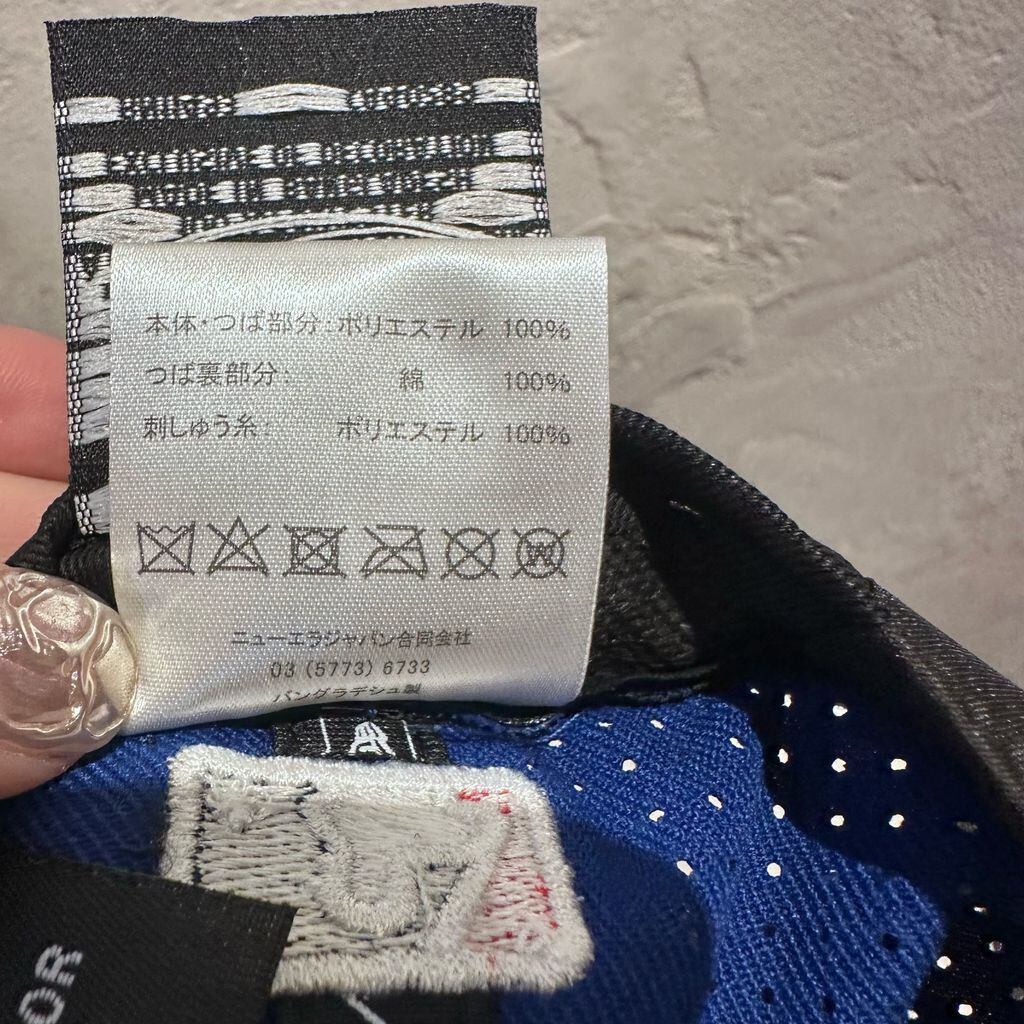 本体・つば部分:ポリエステル 100%
つば裏部分: 綿 100%
刺しゅう糸: ポリエステル 100%
ニューエラジャパン合同会社
03 (5773) 6733
バングラデシュ製
OR